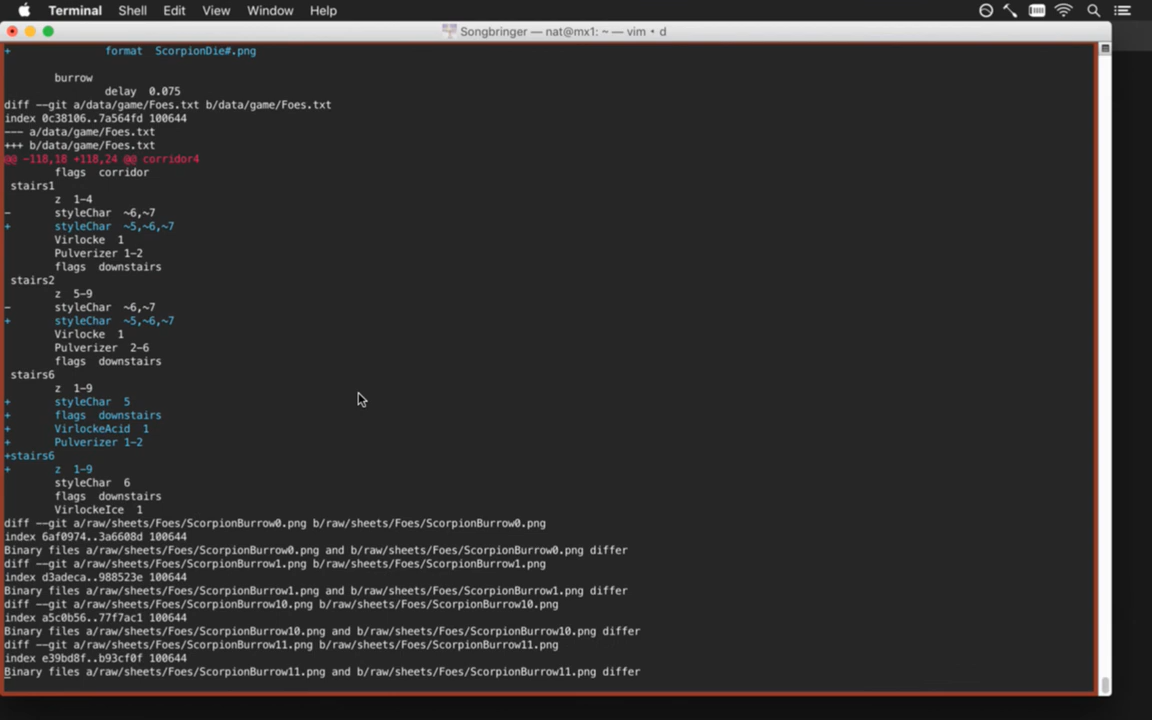 Terminal Shell Edit View Window Help
Songbringer — nat@mx1: ~ — vim • d
+ format ScorpionDie#.png
burrow
delay 0.075
diff --git a/data/game/Foes.txt b/data/game/Foes.txt
index 0c38106..7a564fd 100644
--- a/data/game/Foes.txt
+++ b/data/game/Foes.txt
@@ -118,18 +118,24 @@ corridor4
flags corridor
stairs1
z 1-4
- styleChar ~6,~7
+ styleChar ~5,~6,~7
Virlocke 1
Pulverizer 1-2
flags downstairs
stairs2
z 5-9
- styleChar ~6,~7
+ styleChar ~5,~6,~7
Virlocke 1
Pulverizer 2-6
flags downstairs
stairs6
z 1-9
+ styleChar 5
+ flags downstairs
+ VirlockeAcid 1
+ Pulverizer 1-2
+stairs6
+ z 1-9
styleChar 6
flags downstairs
VirlockeIce 1
diff --git a/raw/sheets/Foes/ScorpionBurrow0.png b/raw/sheets/Foes/ScorpionBurrow0.png
index 6af0974..3a6608d 100644
Binary files a/raw/sheets/Foes/ScorpionBurrow0.png and b/raw/sheets/Foes/ScorpionBurrow0.png differ
diff --git a/raw/sheets/Foes/ScorpionBurrow1.png b/raw/sheets/Foes/ScorpionBurrow1.png
index d3adeca..988523e 100644
Binary files a/raw/sheets/Foes/ScorpionBurrow1.png and b/raw/sheets/Foes/ScorpionBurrow1.png differ
diff --git a/raw/sheets/Foes/ScorpionBurrow10.png b/raw/sheets/Foes/ScorpionBurrow10.png
index a5c0b56..77f7ac1 100644
Binary files a/raw/sheets/Foes/ScorpionBurrow10.png and b/raw/sheets/Foes/ScorpionBurrow10.png differ
diff --git a/raw/sheets/Foes/ScorpionBurrow11.png b/raw/sheets/Foes/ScorpionBurrow11.png
index e39bd8f..b93cf0f 100644
Binary files a/raw/sheets/Foes/ScorpionBurrow11.png and b/raw/sheets/Foes/ScorpionBurrow11.png differ